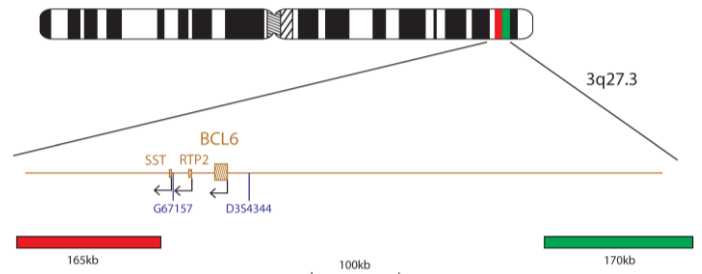 3q27.3
BCL6
SST RTP2
G67157 D3S4344
165kb 100kb 170kb